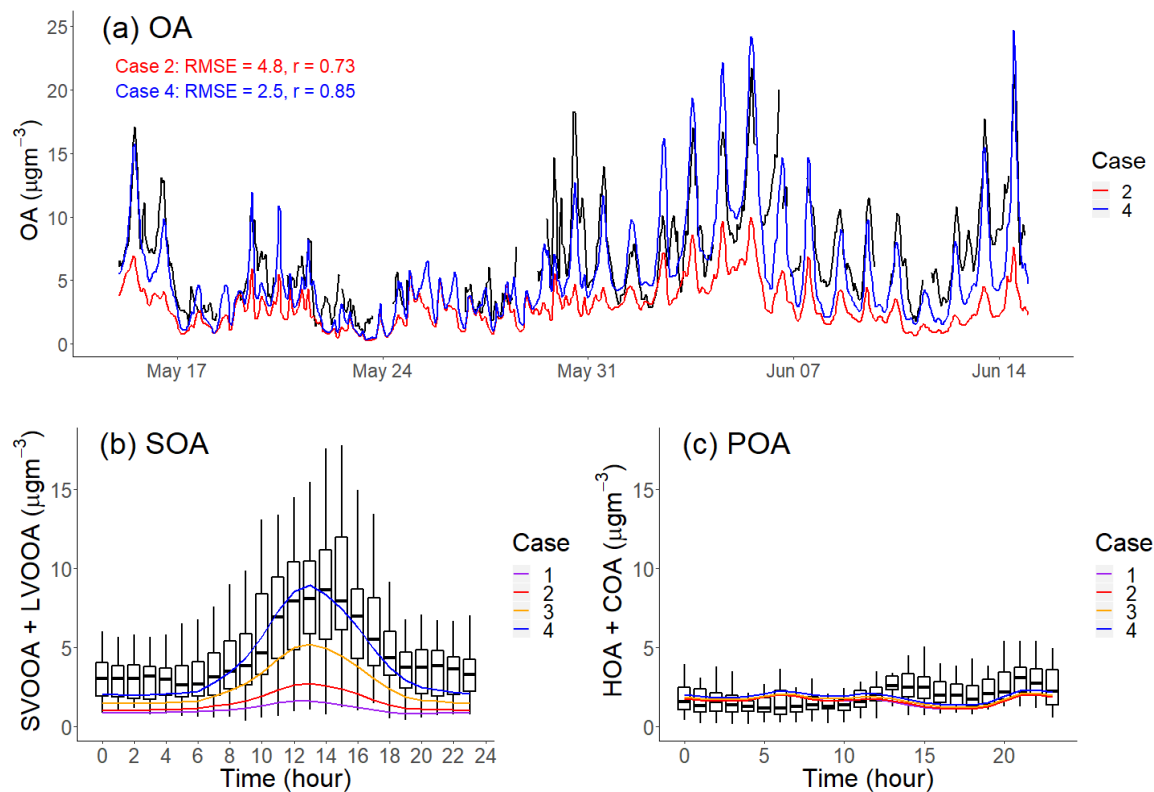 (a) OA
Case 2: RMSE = 4.8, r = 0.73
Case 4: RMSE = 2.5, r = 0.85
OA (μgm⁻³)
25
20
15
10
5
0
May 17 May 24 May 31 Jun 07 Jun 14
Case
2
4
(b) SOA
SVOOA + LVOOA (μgm⁻³)
15
10
5
0
0 2 4 6 8 10 12 14 16 18 20 22 24
Time (hour)
Case
1
2
3
4
(c) POA
HOA + COA (μgm⁻³)
15
10
5
0
0 5 10 15 20
Time (hour)
Case
1
2
3
4